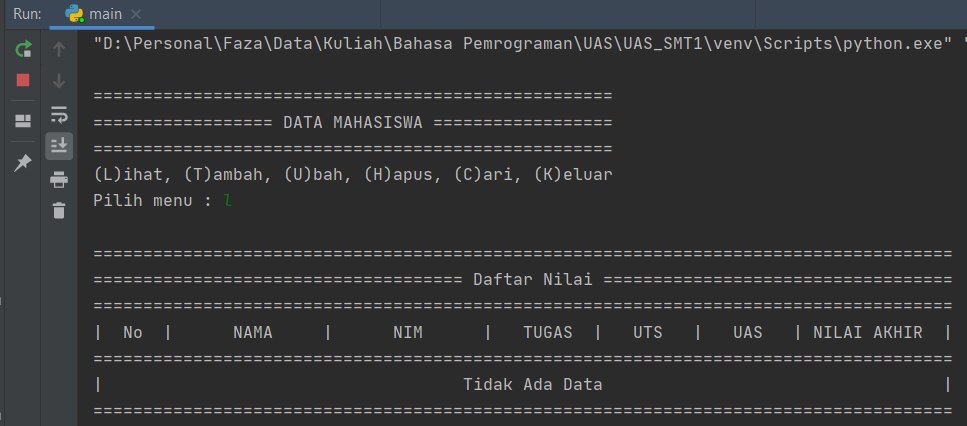 Run: main
"D:\Personal\Faza\Data\Kuliah\Bahasa Pemrograman\UAS\UAS_SMT1\venv\Scripts\python.exe" "
====================================================
================== DATA MAHASISWA ==================
====================================================
(L)ihat, (T)ambah, (U)bah, (H)apus, (C)ari, (K)eluar
Pilih menu : l
======================================================================================
===================================== Daftar Nilai ===================================
======================================================================================
|  No  |      NAMA     |      NIM      |   TUGAS  |   UTS   |   UAS   | NILAI AKHIR  |
======================================================================================
|                                    Tidak Ada Data                                  |
======================================================================================